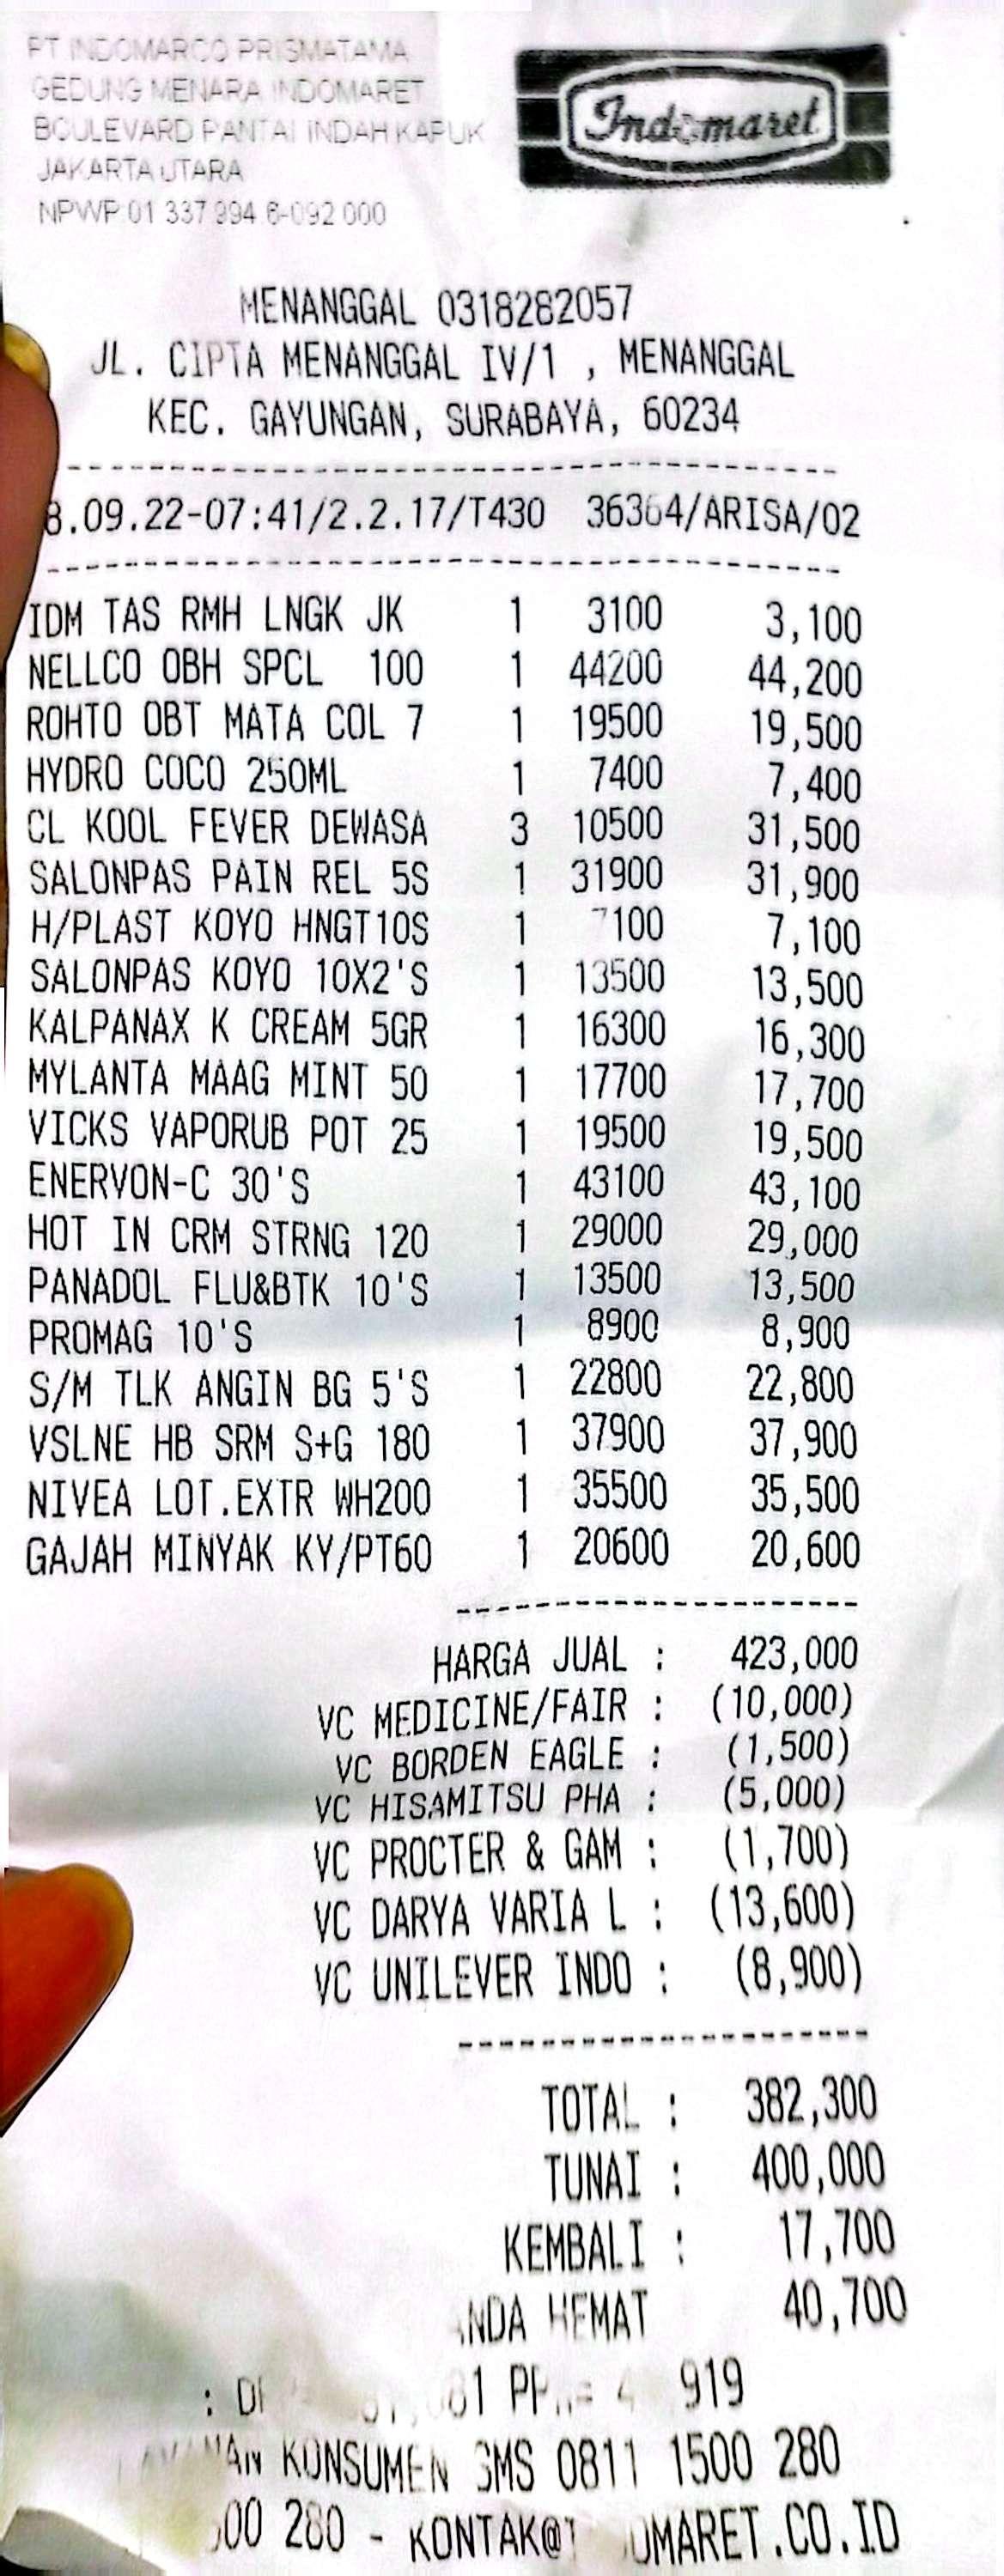 PT INDOMARCO PRISMATAMA
GEDUNG MENARA INDOMARET
BOULEVARD PANTAI INDAH KAPUK
JAKARTA UTARA
NPWP 01 337 994 6-092 000
Indomaret
MENANGGAL 0318282057
JL. CIPTA MENANGGAL IV/1 , MENANGGAL
KEC. GAYUNGAN, SURABAYA, 60234
8.09.22-07:41/2.2.17/T430 36364/ARISA/02
IDM TAS RMH LNGK JK 1 3100 3,100
NELLCO OBH SPCL 100 1 44200 44,200
ROHTO OBT MATA COL 7 1 19500 19,500
HYDRO COCO 250ML 1 7400 7,400
CL KOOL FEVER DEWASA 3 10500 31,500
SALONPAS PAIN REL 5S 1 31900 31,900
H/PLAST KOYO HNGT10S 1 7100 7,100
SALONPAS KOYO 10X2'S 1 13500 13,500
KALPANAX K CREAM 5GR 1 16300 16,300
MYLANTA MAAG MINT 50 1 17700 17,700
VICKS VAPORUB POT 25 1 19500 19,500
ENERVON-C 30'S 1 43100 43,100
HOT IN CRM STRNG 120 1 29000 29,000
PANADOL FLU&BTK 10'S 1 13500 13,500
PROMAG 10'S 1 8900 8,900
S/M TLK ANGIN BG 5'S 1 22800 22,800
VSLNE HB SRM S+G 180 1 37900 37,900
NIVEA LOT.EXTR WH200 1 35500 35,500
GAJAH MINYAK KY/PT60 1 20600 20,600
HARGA JUAL : 423,000
VC MEDICINE/FAIR : (10,000)
VC BORDEN EAGLE : (1,500)
VC HISAMITSU PHA : (5,000)
VC PROCTER & GAM : (1,700)
VC DARYA VARIA L : (13,600)
VC UNILEVER INDO : (8,900)
TOTAL : 382,300
TUNAI : 400,000
KEMBALI : 17,700
ANDA HEMAT 40,700
: 919
KONSUMEN SMS 0811 1500 280
280 -